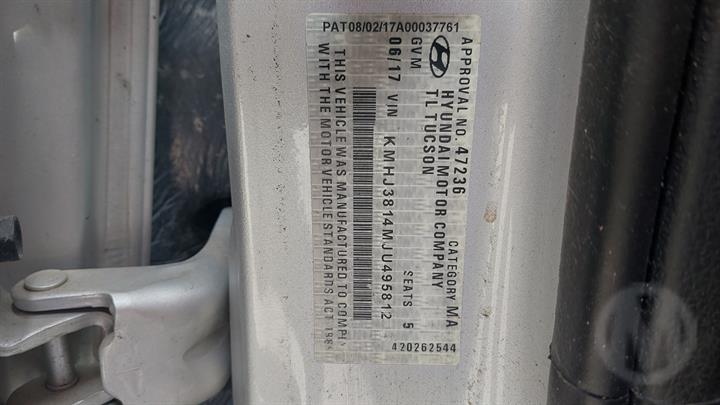 PAT08/02/17A00037761
APPROVAL NO. 47236 CATEGORY MA
HYUNDAI MOTOR COMPANY
TL TUCSON
GVM SEATS 5
06/17 VIN KMHJ3814MJU495812
THIS VEHICLE WAS MANUFACTURED TO COMPLY
WITH THE MOTOR VEHICLE STANDARDS ACT 1989
420262544